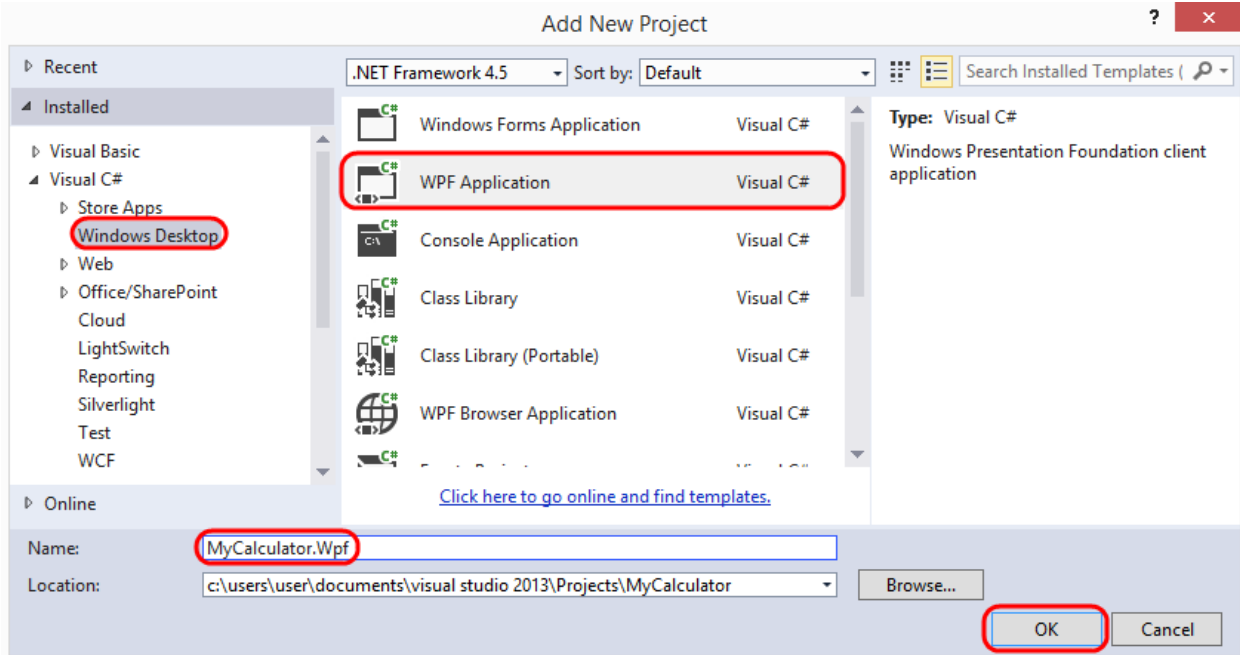 Add New Project
?
Recent
.NET Framework 4.5
Sort by: Default
Search Installed Templates (
Installed
Visual Basic
Visual C#
Store Apps
Windows Desktop
Web
Office/SharePoint
Cloud
LightSwitch
Reporting
Silverlight
Test
WCF
Online
C# Windows Forms Application Visual C#
C# WPF Application Visual C#
C# C:\ Console Application Visual C#
C# Class Library Visual C#
C# Class Library (Portable) Visual C#
C# WPF Browser Application Visual C#
C#
Click here to go online and find templates.
Type: Visual C#
Windows Presentation Foundation client
application
Name: MyCalculator.Wpf
Location: c:\users\user\documents\visual studio 2013\Projects\MyCalculator
Browse...
OK
Cancel